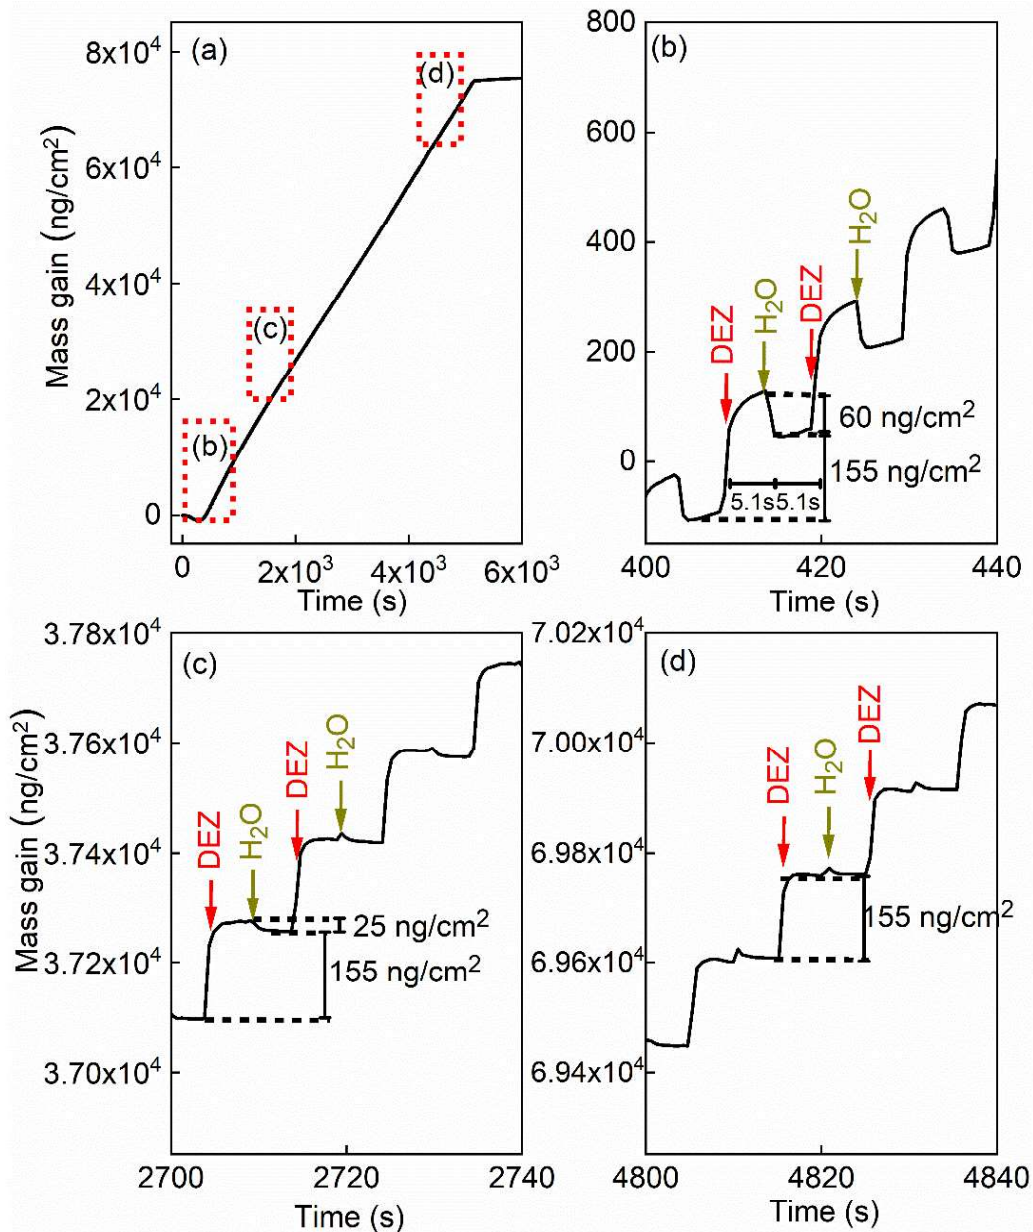 (a)
8x10⁴
6x10⁴
4x10⁴
2x10⁴
0
Mass gain (ng/cm²)
(b)
(c)
(d)
0
2x10³
4x10³
6x10³
Time (s)
(b)
800
600
400
200
0
DEZ
H₂O
DEZ
H₂O
60 ng/cm²
155 ng/cm²
5.1s
5.1s
400
420
440
Time (s)
(c)
3.78x10⁴
3.76x10⁴
3.74x10⁴
3.72x10⁴
3.70x10⁴
Mass gain (ng/cm²)
DEZ
H₂O
DEZ
H₂O
25 ng/cm²
155 ng/cm²
2700
2720
2740
Time (s)
(d)
7.02x10⁴
7.00x10⁴
6.98x10⁴
6.96x10⁴
6.94x10⁴
DEZ
H₂O
DEZ
155 ng/cm²
4800
4820
4840
Time (s)